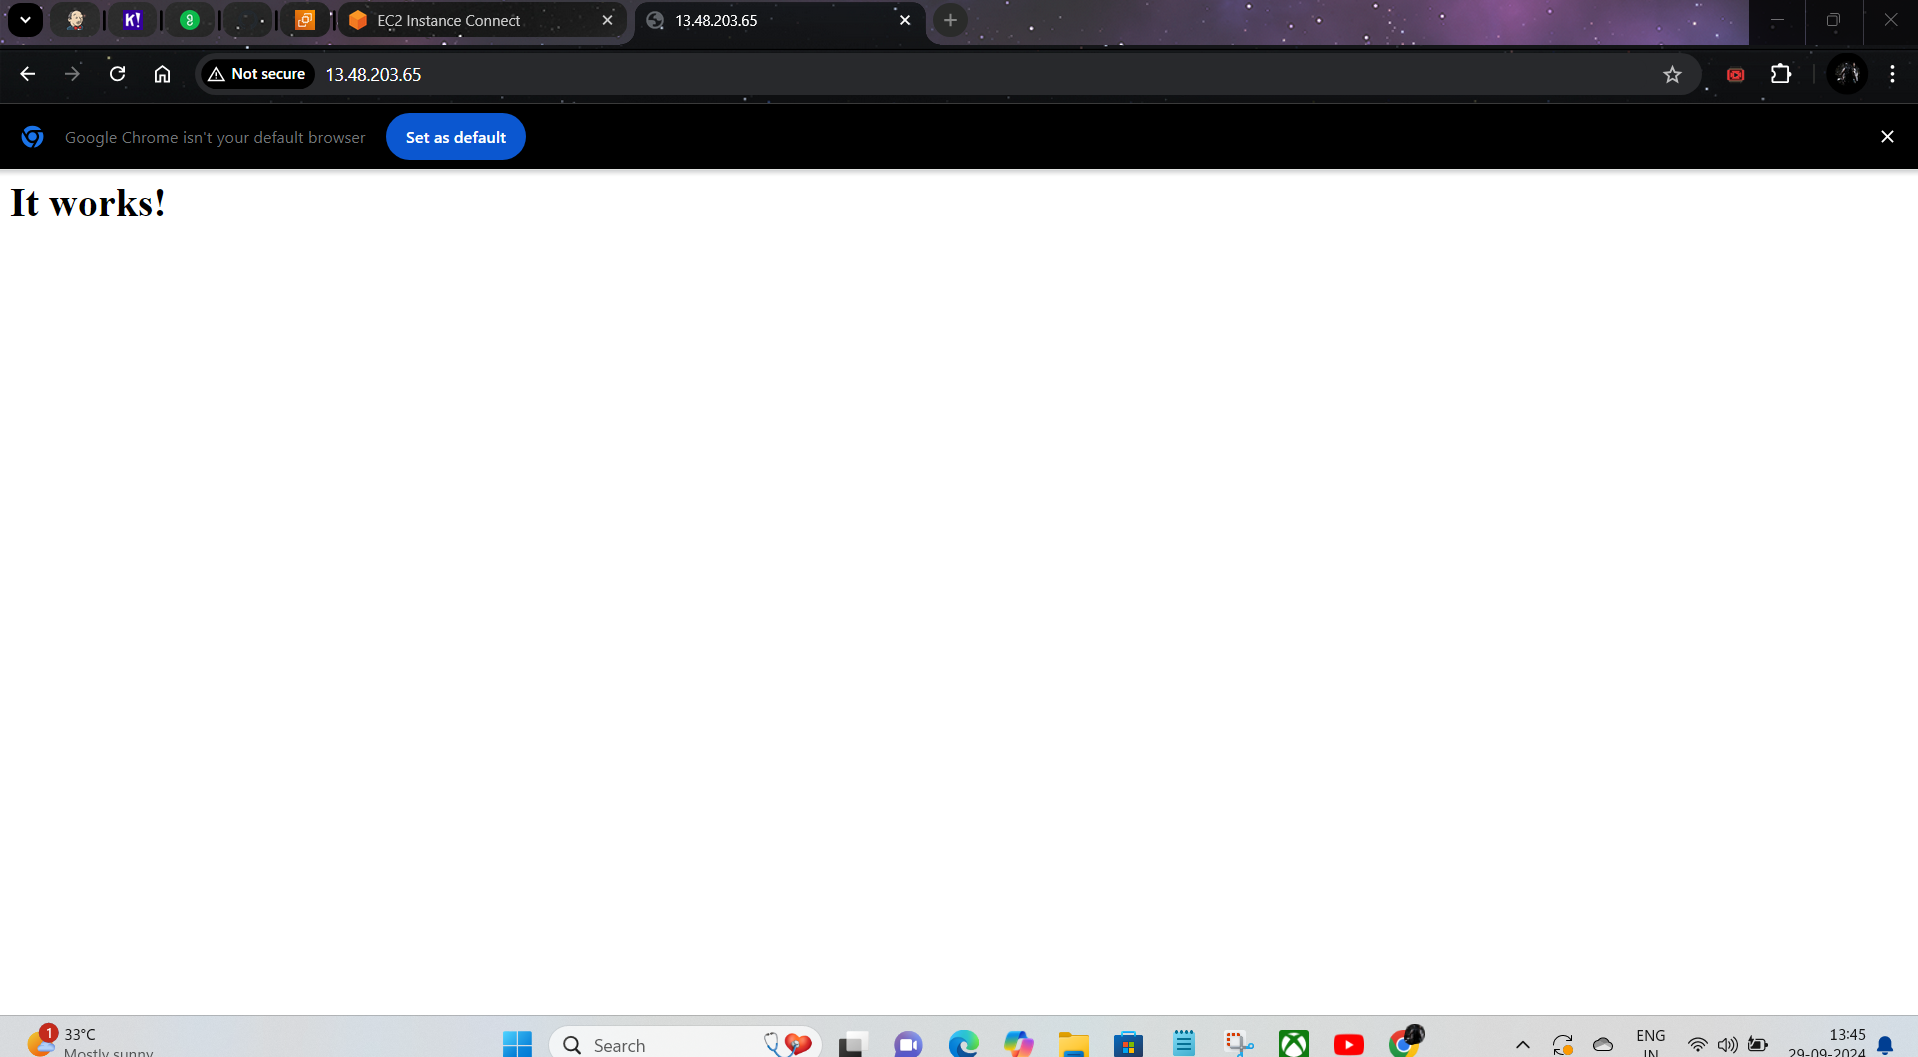 K!
EC2 Instance Connect
13.48.203.65
Not secure
13.48.203.65
Google Chrome isn't your default browser
Set as default
It works!
1
33°C
Mostly sunny
Search
ENG
IN
13:45
29-09-2024